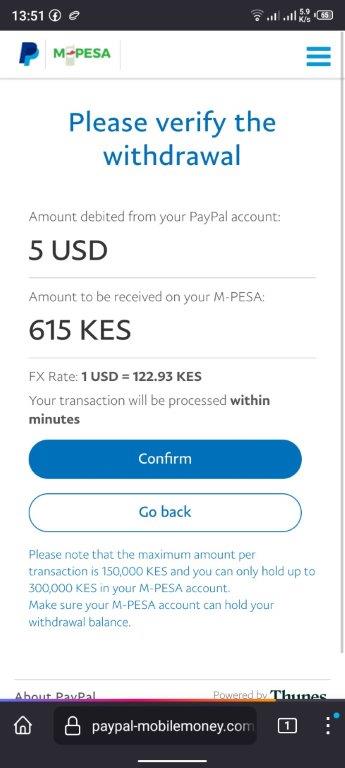 13:51
5.9
K/s
55
M-PESA
Please verify the
withdrawal
Amount debited from your PayPal account:
5 USD
Amount to be received on your M-PESA:
615 KES
FX Rate: 1 USD = 122.93 KES
Your transaction will be processed within
minutes
Confirm
Go back
Please note that the maximum amount per
transaction is 150,000 KES and you can only hold up to
300,000 KES in your M-PESA account.
Make sure your M-PESA account can hold your
withdrawal balance.
About PayPal
Powered by Thunes
paypal-mobilemoney.com
1